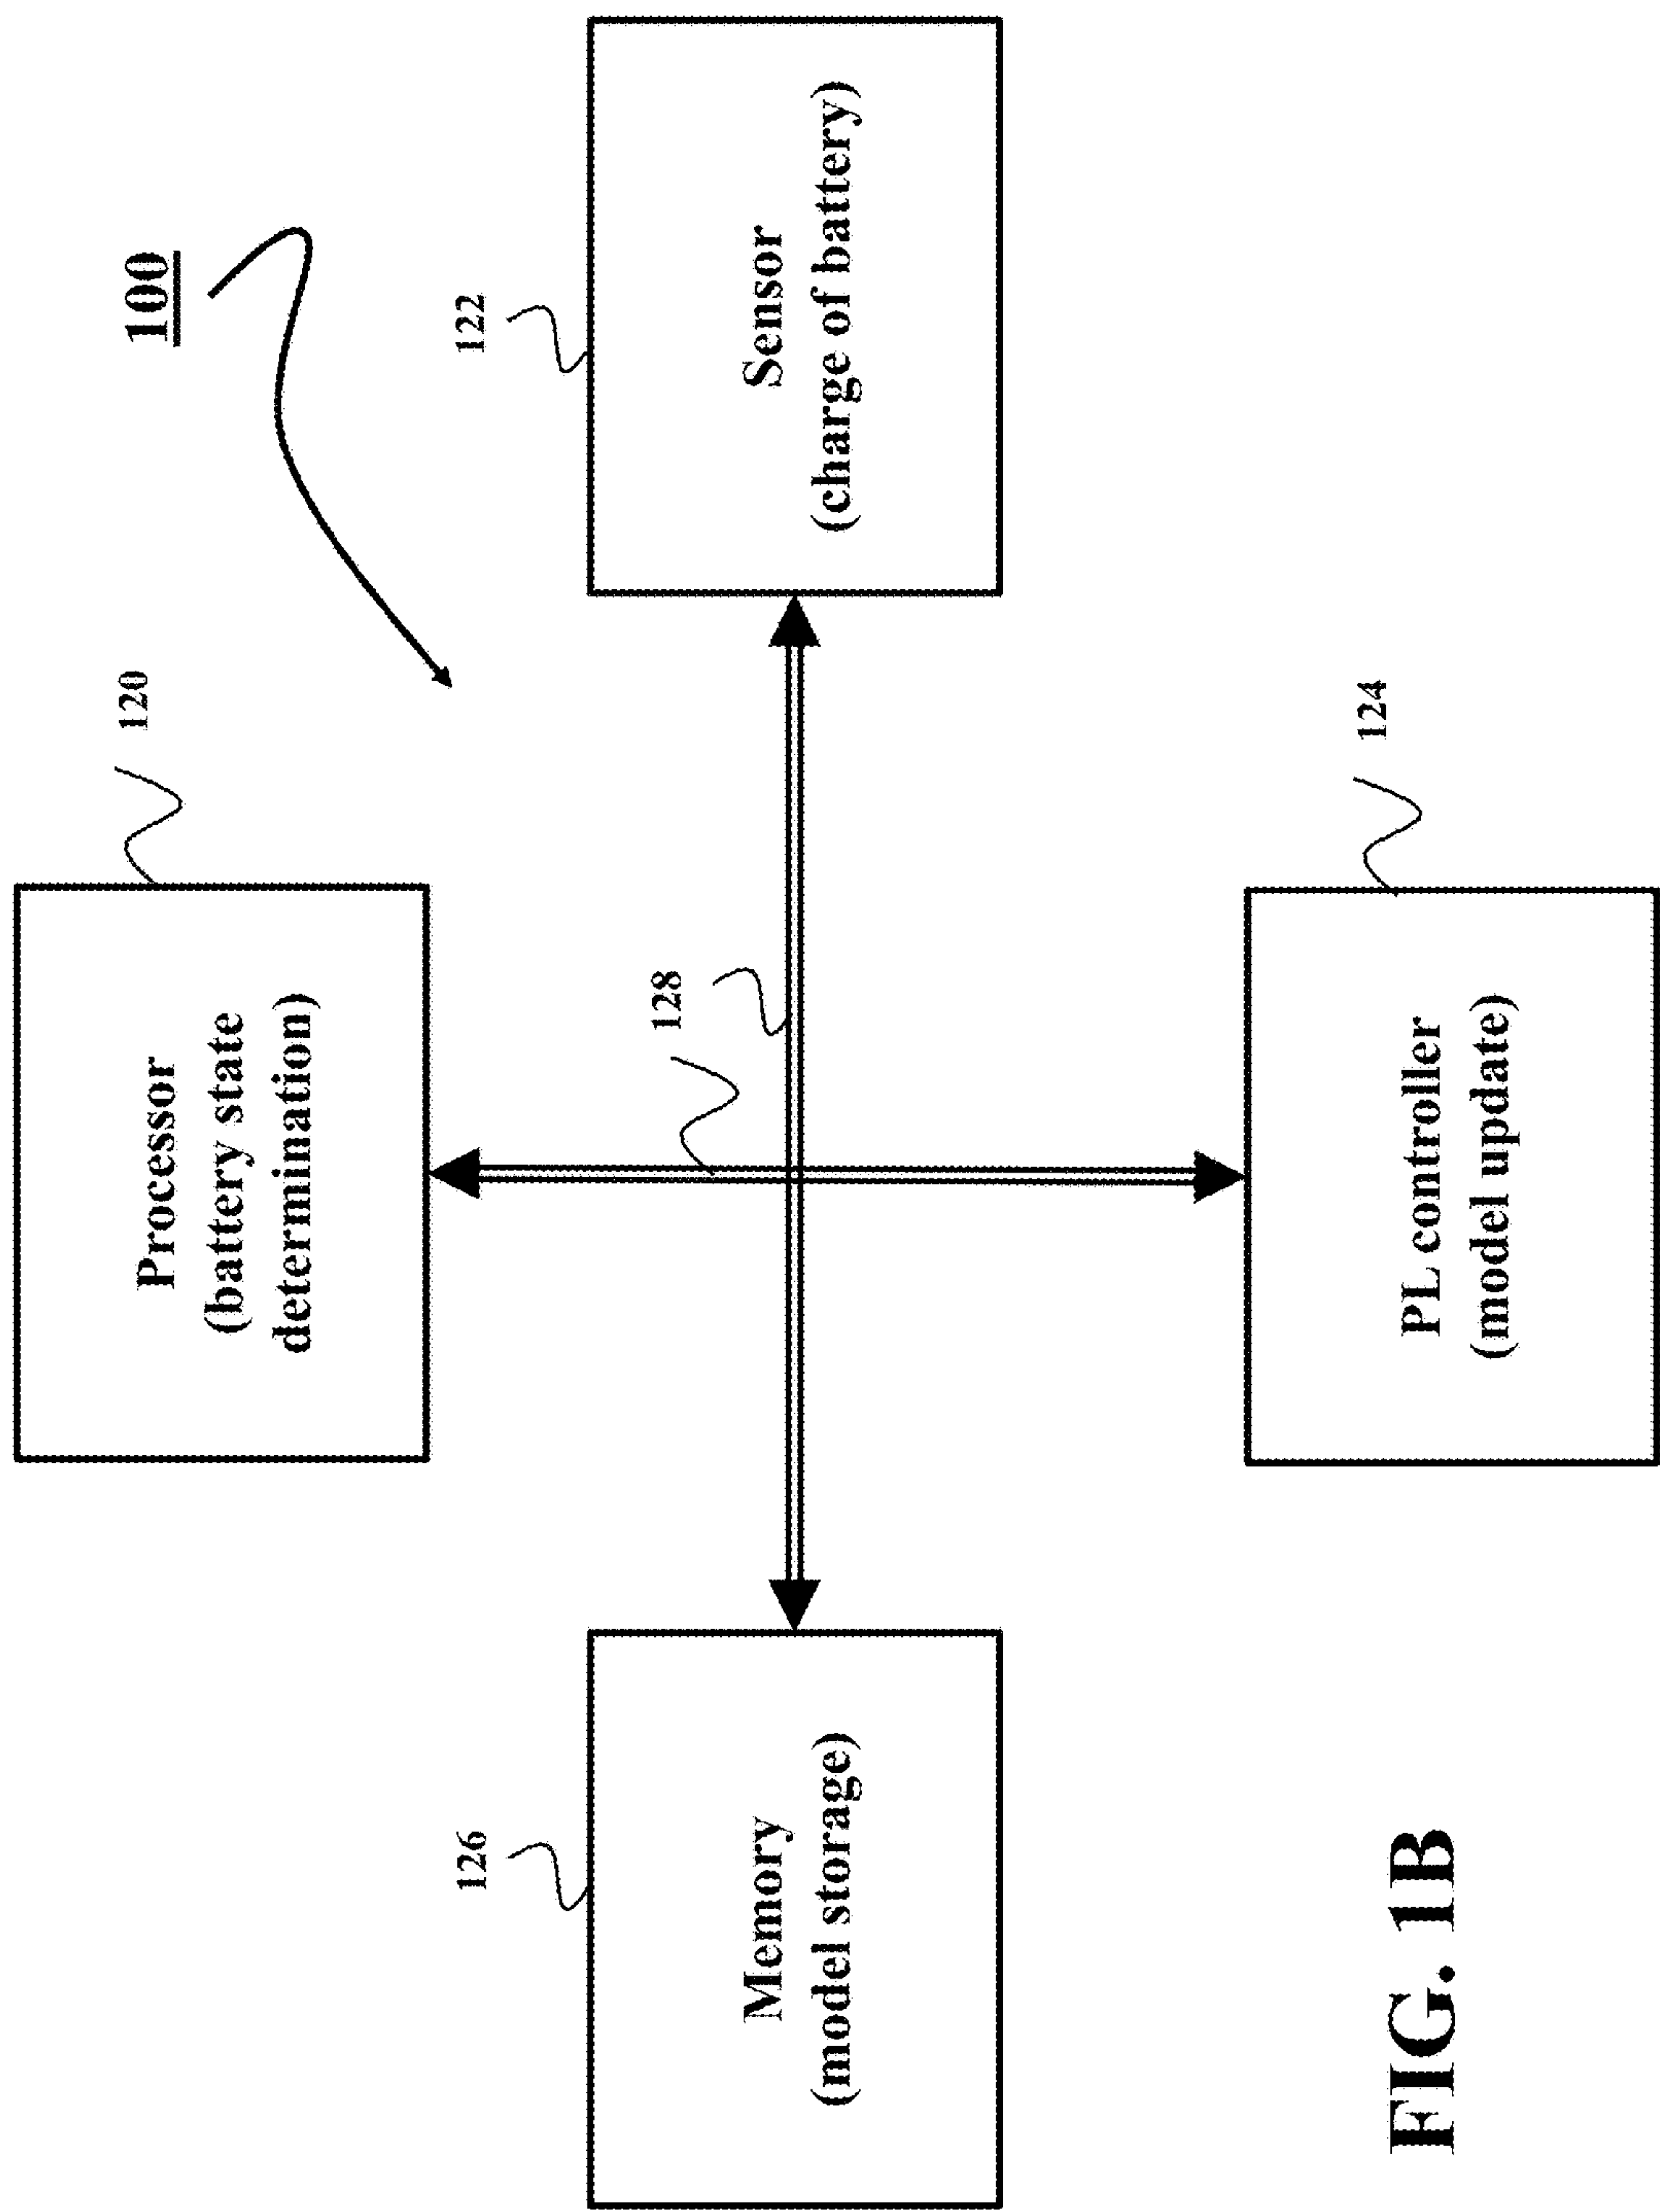 100
120
Processor
(battery state
determination)
126
122
128
Memory
(model storage)
Sensor
(charge of battery)
124
PL controller
(model update)
FIG. 1B